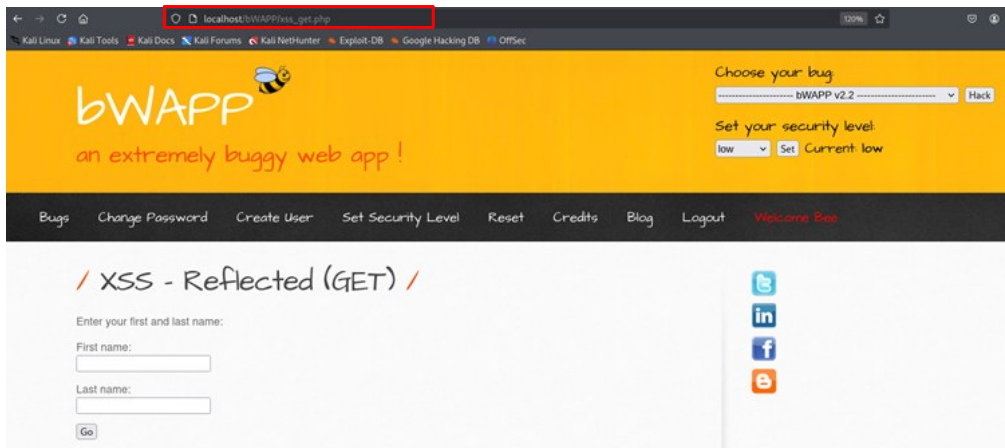 localhost/bWAPP/xss_get.php
120%
Kali Linux Kali Tools Kali Docs Kali Forums Kali NetHunter Exploit-DB Google Hacking DB OffSec
Choose your bug:
---------------------- bWAPP v2.2 ----------------------- Hack
bWAPP
Set your security level:
an extremely buggy web app !
low Set Current: low
Bugs Change Password Create User Set Security Level Reset Credits Blog Logout Welcome Bee
/ XSS - Reflected (GET) /
Enter your first and last name:
First name:
Last name:
Go